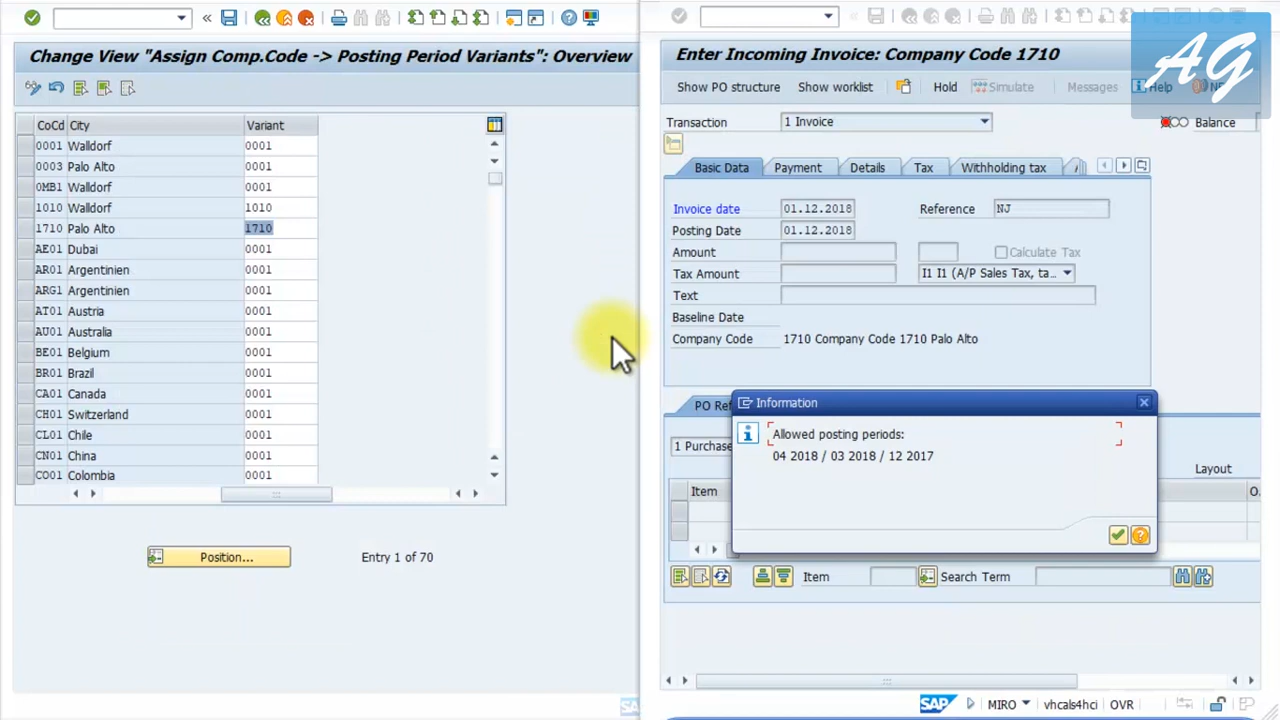 Change View "Assign Comp.Code -> Posting Period Variants": Overview
CoCd City Variant
0001 Walldorf 0001
0003 Palo Alto 0001
0MB1 Walldorf 0001
1010 Walldorf 1010
1710 Palo Alto 1710
AE01 Dubai 0001
AR01 Argentinien 0001
ARG1 Argentinien 0001
AT01 Austria 0001
AU01 Australia 0001
BE01 Belgium 0001
BR01 Brazil 0001
CA01 Canada 0001
CH01 Switzerland 0001
CL01 Chile 0001
CN01 China 0001
CO01 Colombia 0001
Position... Entry 1 of 70
Enter Incoming Invoice: Company Code 1710
AG
Show PO structure Show worklist Hold Simulate Messages Help
Transaction 1 Invoice Balance
Basic Data Payment Details Tax Withholding tax
Invoice date 01.12.2018 Reference NJ
Posting Date 01.12.2018
Amount Calculate Tax
Tax Amount I1 I1 (A/P Sales Tax, ta...
Text
Baseline Date
Company Code 1710 Company Code 1710 Palo Alto
PO Ref
Information
Allowed posting periods:
04 2018 / 03 2018 / 12 2017
1 Purchase
Layout
Item O.
Item Search Term
SAP MIRO vhcals4hci OVR